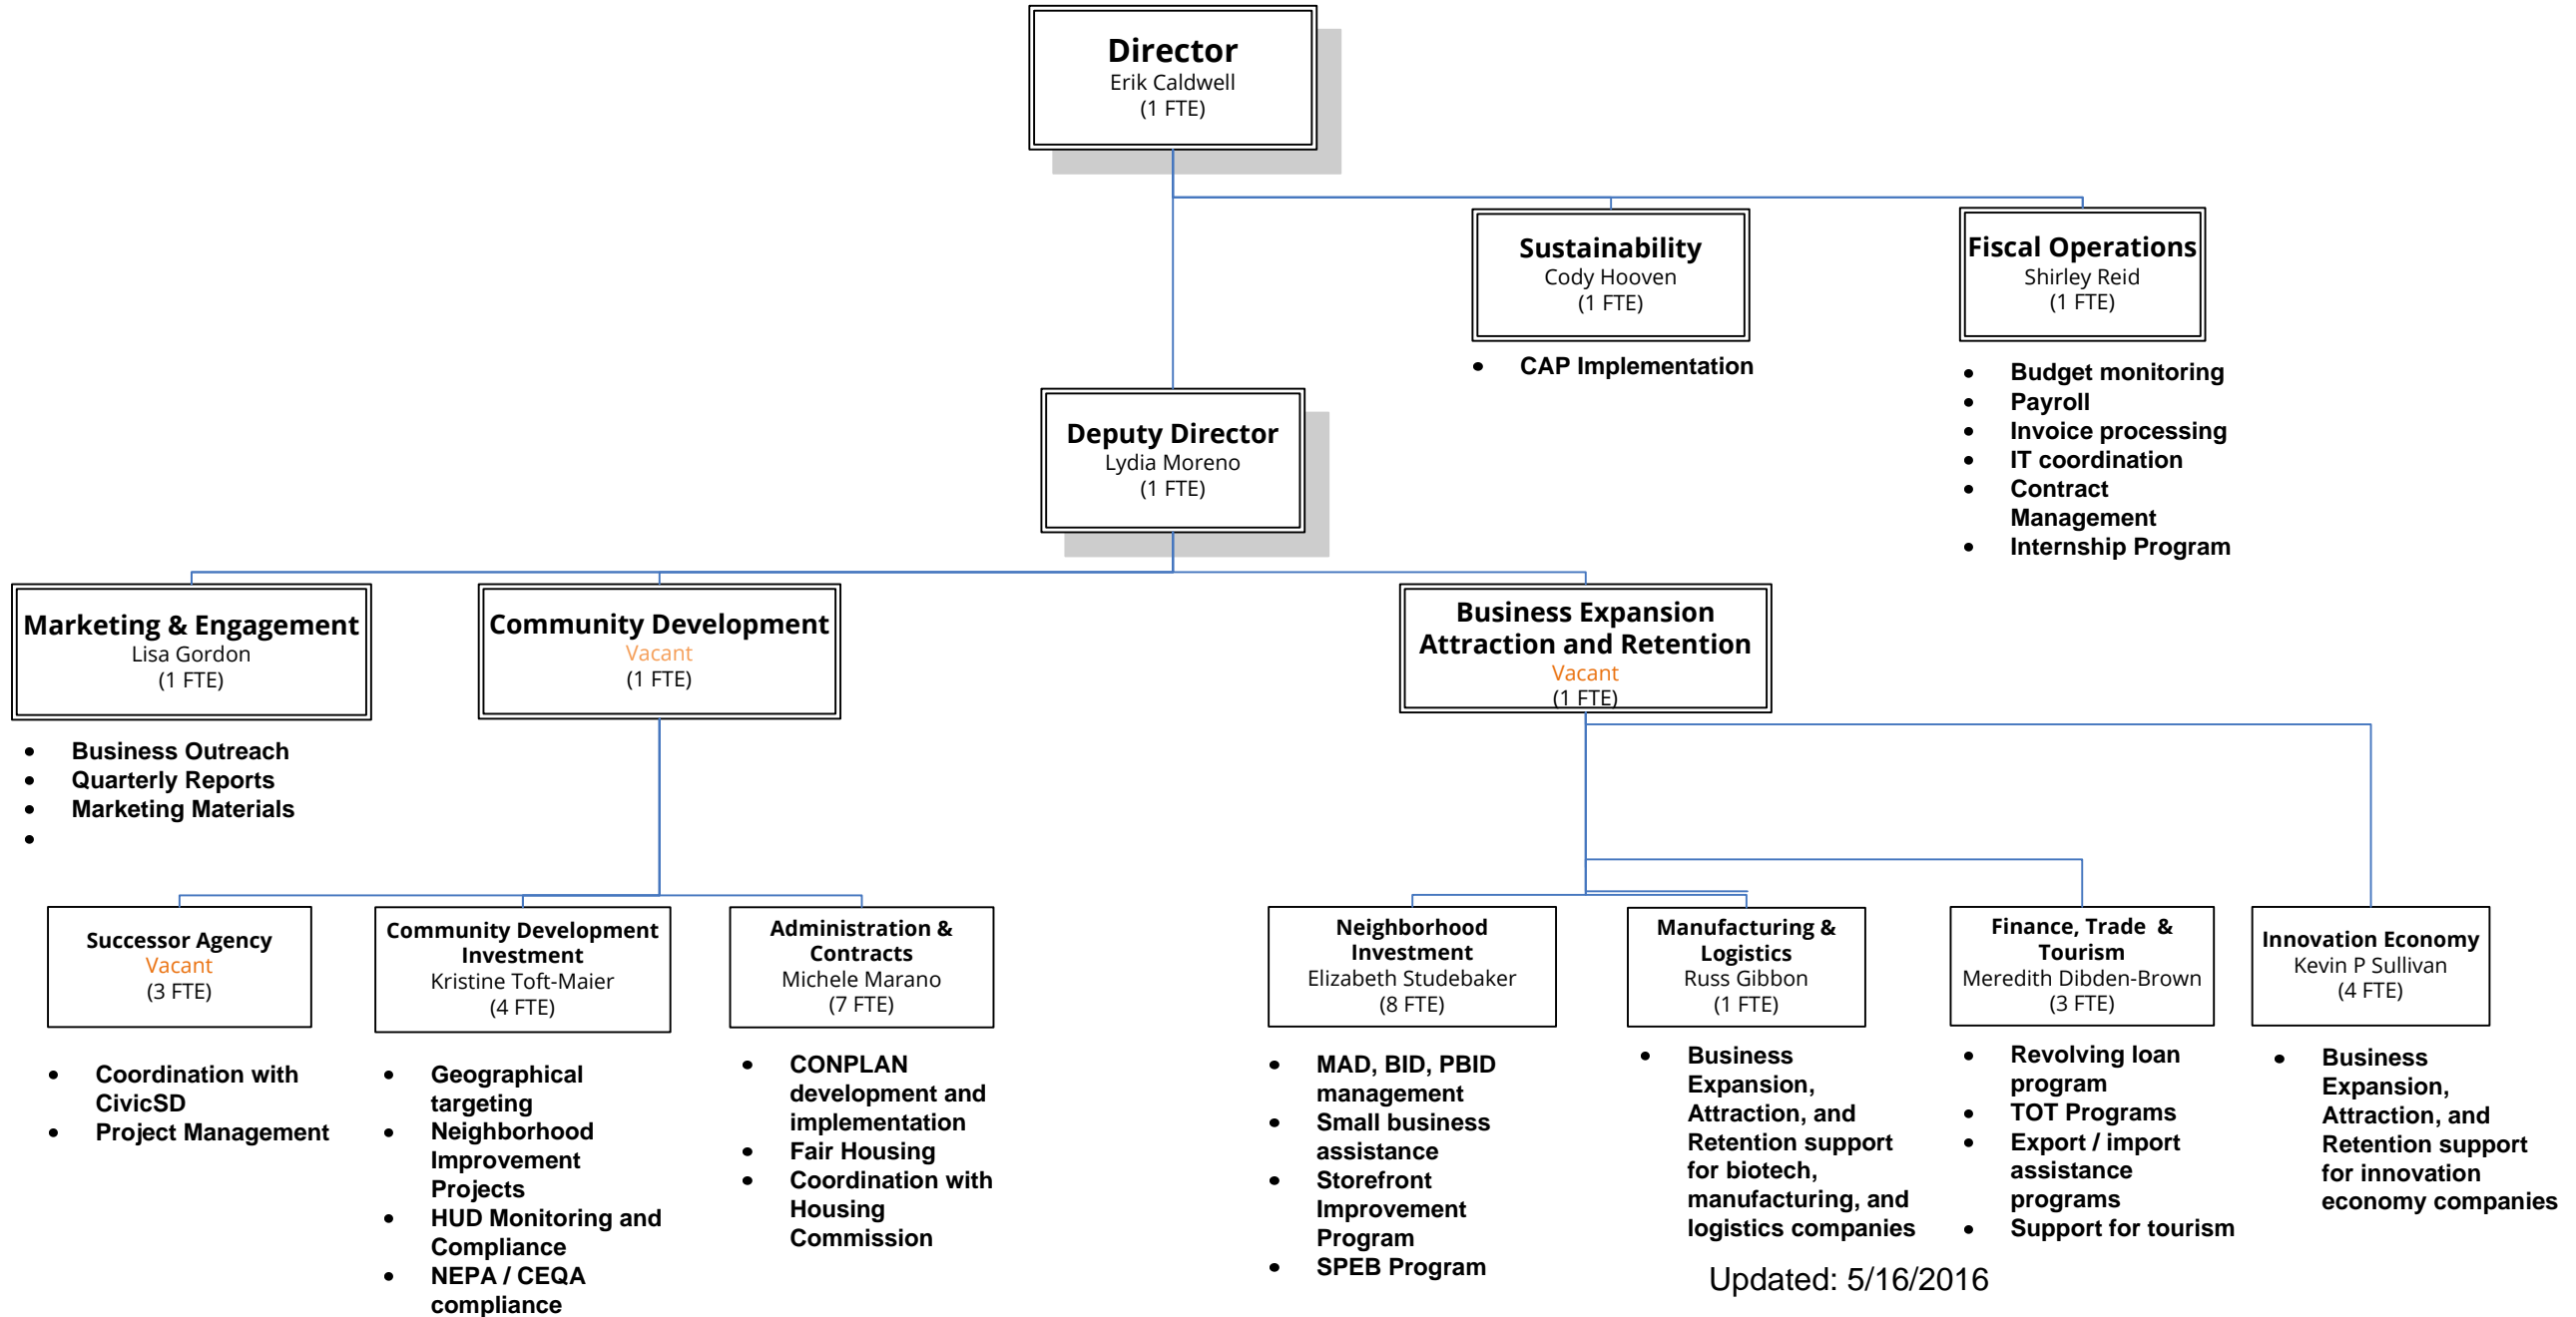 Director
Erik Caldwell
(1 FTE)
Sustainability
Cody Hooven
(1 FTE)
• CAP Implementation
Fiscal Operations
Shirley Reid
(1 FTE)
• Budget monitoring
• Payroll
• Invoice processing
• IT coordination
• Contract
Management
• Internship Program
Deputy Director
Lydia Moreno
(1 FTE)
Marketing & Engagement
Lisa Gordon
(1 FTE)
• Business Outreach
• Quarterly Reports
• Marketing Materials
•
Community Development
Vacant
(1 FTE)
Business Expansion
Attraction and Retention
Vacant
(1 FTE)
Successor Agency
Vacant
(3 FTE)
• Coordination with
CivicSD
• Project Management
Community Development
Investment
Kristine Toft-Maier
(4 FTE)
• Geographical
targeting
• Neighborhood
Improvement
Projects
• HUD Monitoring and
Compliance
• NEPA / CEQA
compliance
Administration &
Contracts
Michele Marano
(7 FTE)
• CONPLAN
development and
implementation
• Fair Housing
• Coordination with
Housing
Commission
Neighborhood
Investment
Elizabeth Studebaker
(8 FTE)
• MAD, BID, PBID
management
• Small business
assistance
• Storefront
Improvement
Program
• SPEB Program
Manufacturing &
Logistics
Russ Gibbon
(1 FTE)
• Business
Expansion,
Attraction, and
Retention support
for biotech,
manufacturing, and
logistics companies
Finance, Trade &
Tourism
Meredith Dibden-Brown
(3 FTE)
• Revolving loan
program
• TOT Programs
• Export / import
assistance
programs
• Support for tourism
Innovation Economy
Kevin P Sullivan
(4 FTE)
• Business
Expansion,
Attraction, and
Retention support
for innovation
economy companies
Updated: 5/16/2016